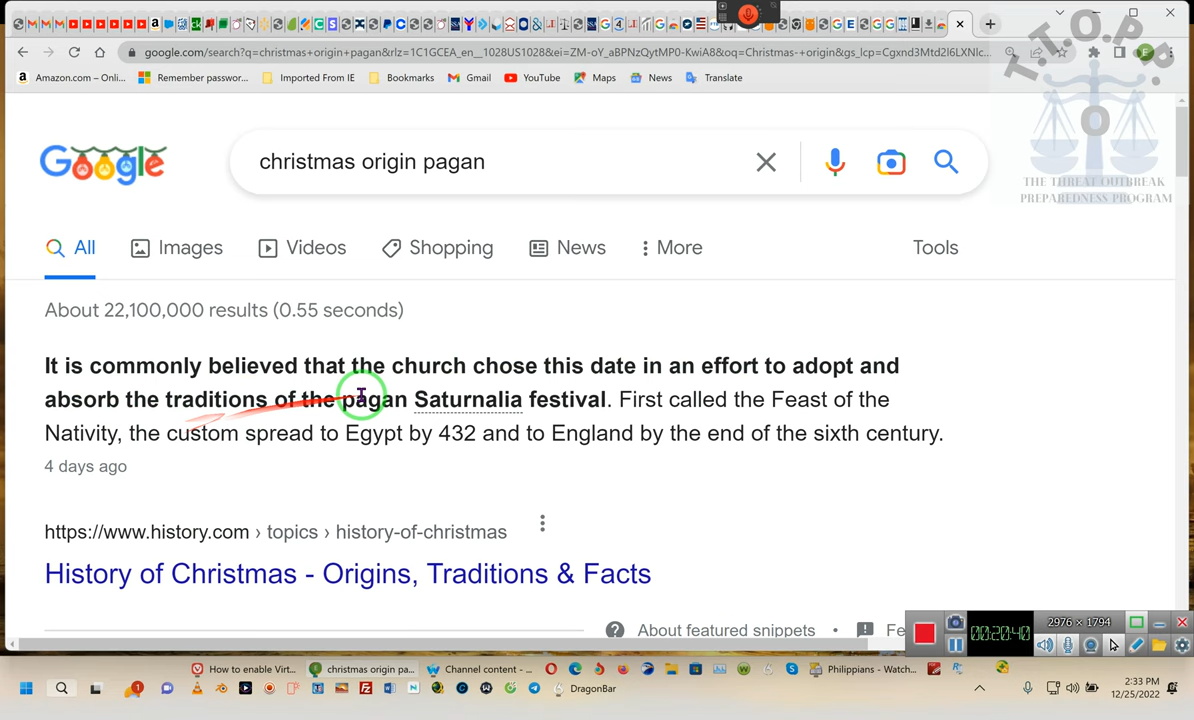 google.com/search?q=christmas+origin+pagan&rlz=1C1GCEA_en__1028US1028&ei=ZM-oY_aBPNzQytMP0-KwiA8&oq=Christmas-+origin&gs_lcp=Cgxnd3Mtd2l6LXNlc...
Amazon.com – Onli...
Remember passwor...
Imported From IE
Bookmarks
Gmail
YouTube
Maps
News
Translate
T.T.O.P.P.
THE THREAT OUTBREAK
PREPAREDNESS PROGRAM
Google
christmas origin pagan
All
Images
Videos
Shopping
News
More
Tools
About 22,100,000 results (0.55 seconds)
It is commonly believed that the church chose this date in an effort to adopt and
absorb the traditions of the pagan Saturnalia festival. First called the Feast of the
Nativity, the custom spread to Egypt by 432 and to England by the end of the sixth century.
4 days ago
https://www.history.com › topics › history-of-christmas
History of Christmas - Origins, Traditions & Facts
About featured snippets
Fe
00:20:40
2976 × 1794
How to enable Virt...
christmas origin pa...
Channel content - ...
Philippians - Watch...
DragonBar
2:33 PM
12/25/2022